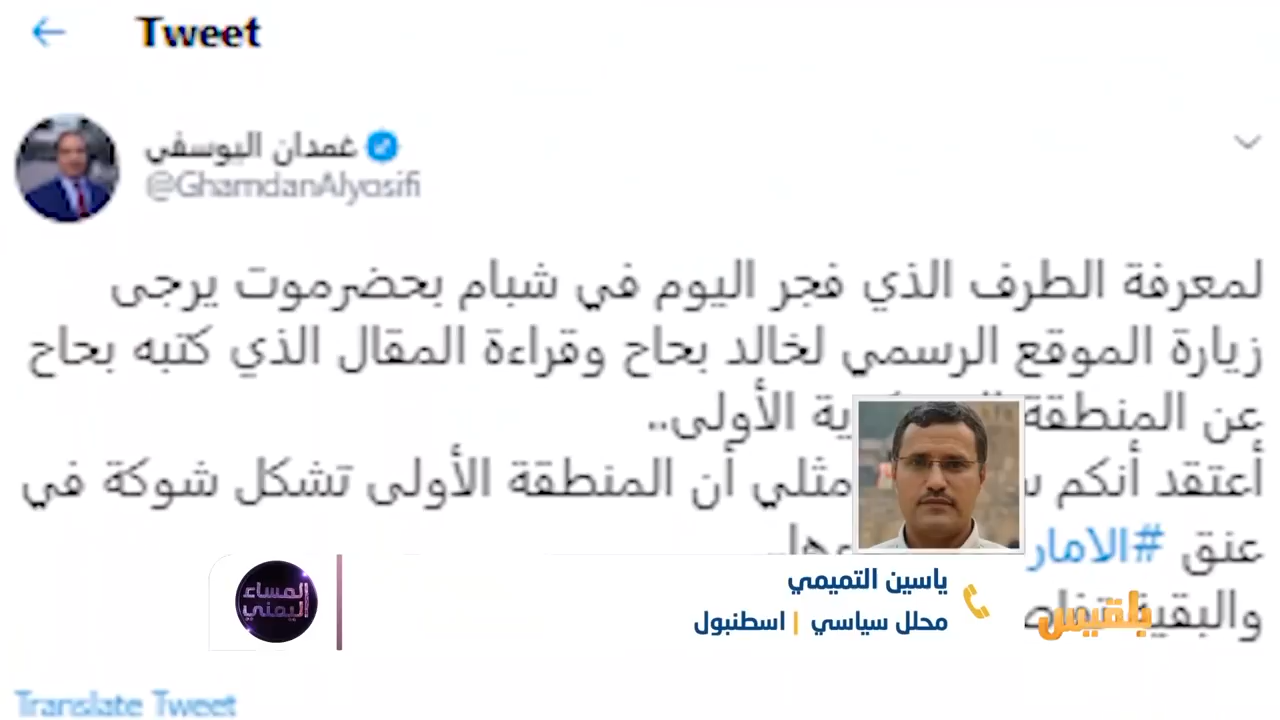 Tweet
غمدان اليوسفي
@GhamdanAlyosifi
لمعرفة الطرف الذي فجر اليوم في شبام بحضرموت يرجى
زيارة الموقع الرسمي لخالد بحاح وقراءة المقال الذي كتبه بحاح
عن المنطقة الأولى..
أعتقد أنكم مثلي أن المنطقة الأولى تشكل شوكة في
عنق
والبقية
ياسين التميمي
محلل سياسي | اسطنبول
المساء
اليمني
بلقيس
Translate Tweet